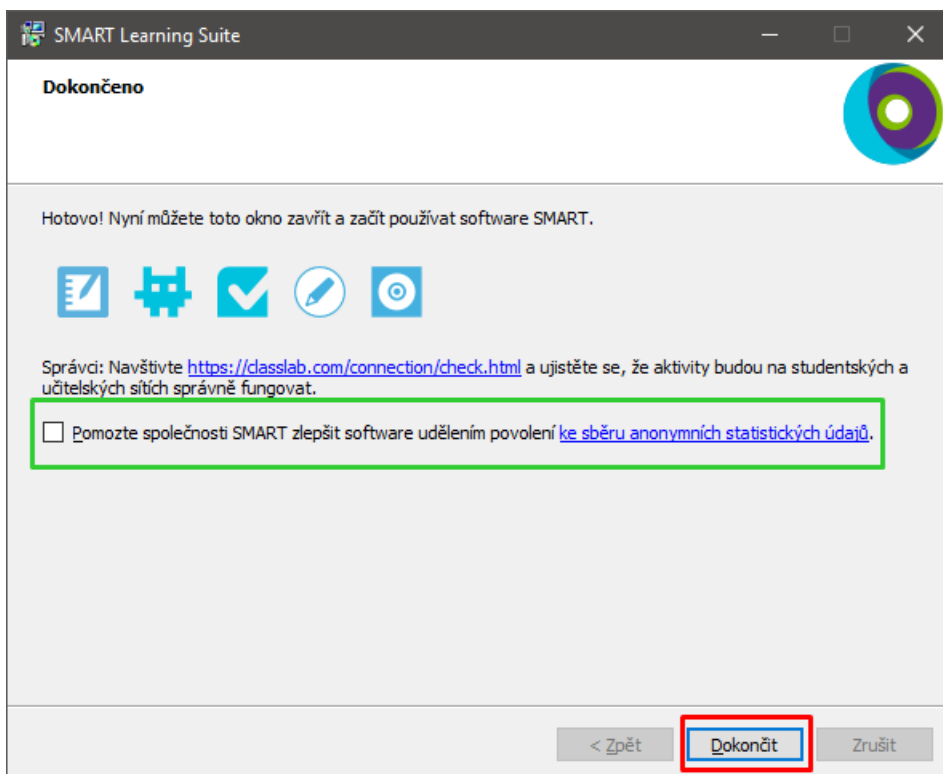 SMART Learning Suite
Dokončeno
Hotovo! Nyní můžete toto okno zavřít a začít používat software SMART.
Správci: Navštivte https://classlab.com/connection/check.html a ujistěte se, že aktivity budou na studentských a
učitelských sítích správně fungovat.
Pomozte společnosti SMART zlepšit software udělením povolení ke sběru anonymních statistických údajů.
< Zpět Dokončit Zrušit